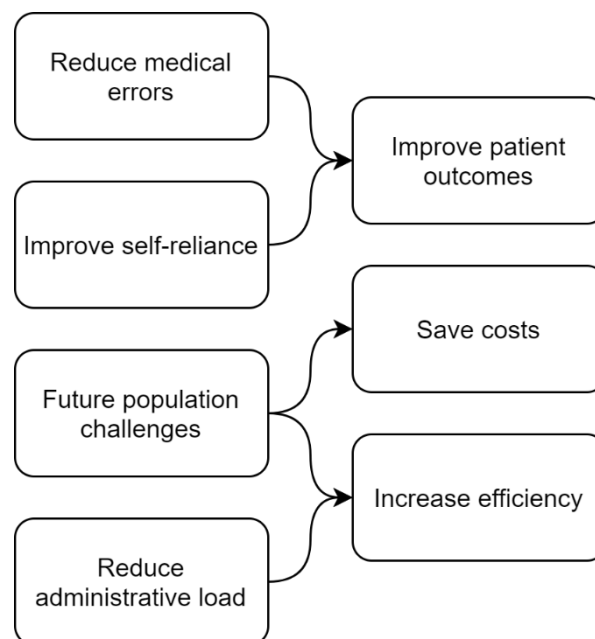 Reduce medical
errors
Improve patient
outcomes
Improve self-reliance
Save costs
Future population
challenges
Increase efficiency
Reduce
administrative load